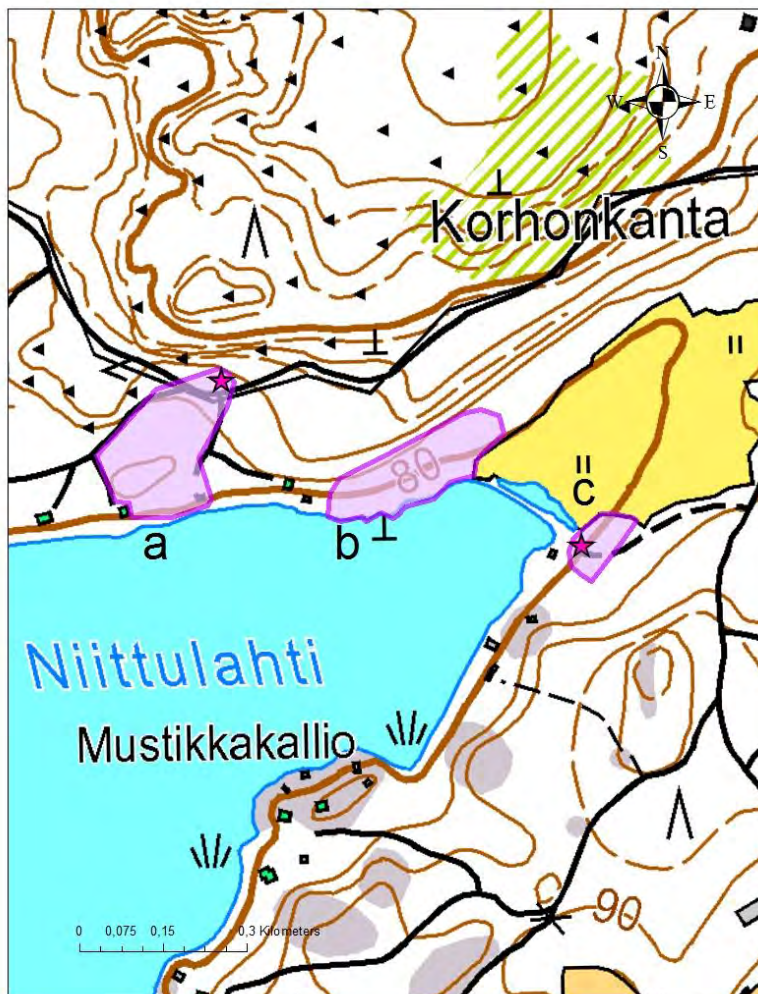 N
W E
S
Korhonkanta
80
C
a
b
Niittulahti
Mustikkakallio
0 0,075 0,15 0,3 Kilometers
90